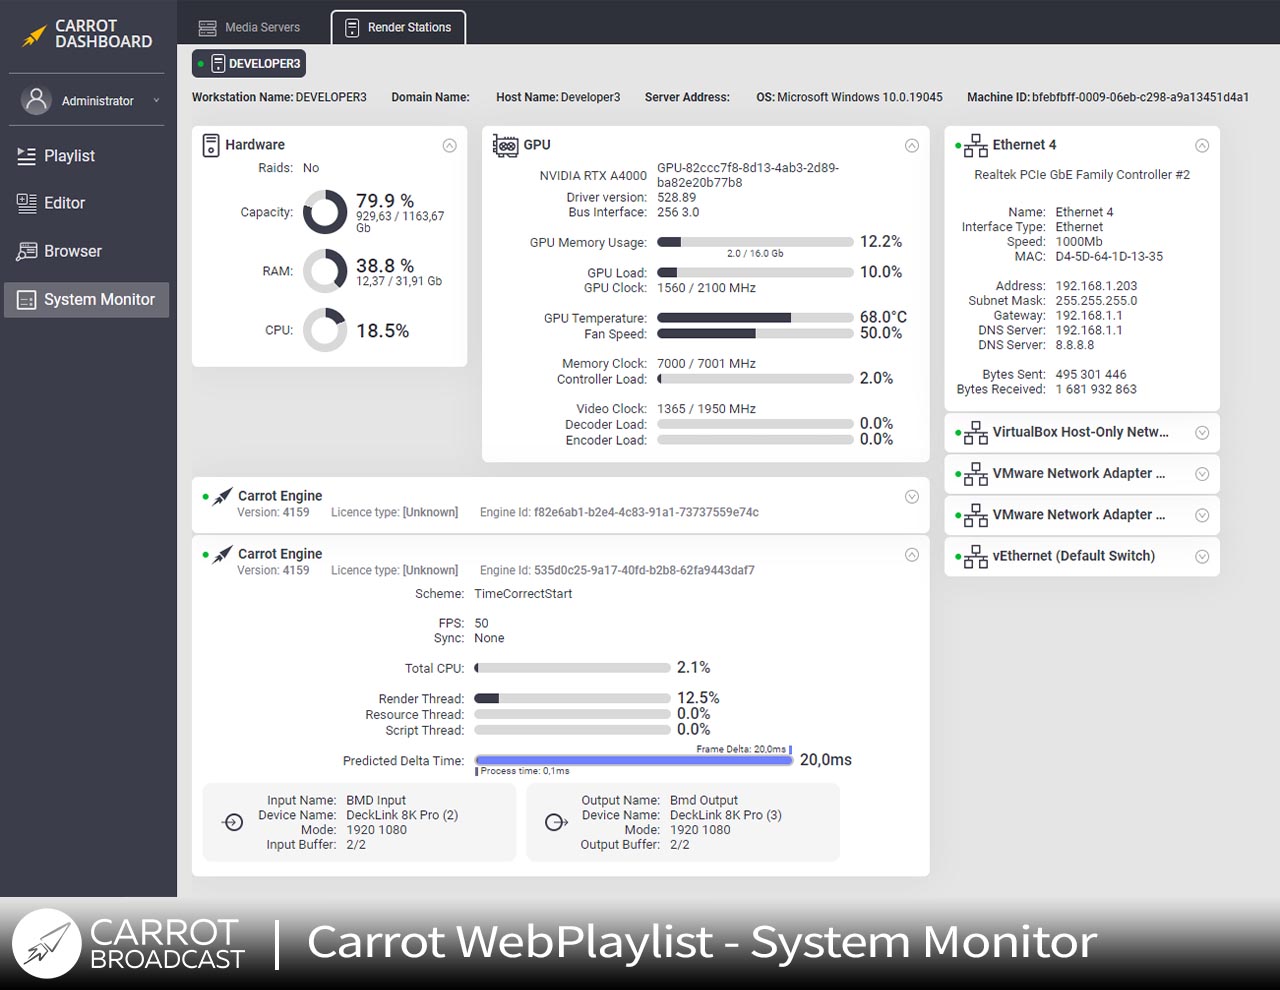 CARROT
DASHBOARD
Administrator
Playlist
Editor
Browser
System Monitor
Media Servers
Render Stations
DEVELOPER3
Workstation Name: DEVELOPER3 Domain Name: Host Name: Developer3 Server Address: OS: Microsoft Windows 10.0.19045 Machine ID: bfebfbff-0009-06eb-c298-a9a13451d4a1
Hardware
Raids: No
Capacity: 79.9 %
929,63 / 1163,67
Gb
RAM: 38.8 %
12,37 / 31,91 Gb
CPU: 18.5%
GPU
NVIDIA RTX A4000 GPU-82ccc7f8-8d13-4ab3-2d89-
ba82e20b77b8
Driver version: 528.89
Bus Interface: 256 3.0
GPU Memory Usage: 12.2%
2.0 / 16.0 Gb
GPU Load: 10.0%
GPU Clock: 1560 / 2100 MHz
GPU Temperature: 68.0°C
Fan Speed: 50.0%
Memory Clock: 7000 / 7001 MHz
Controller Load: 2.0%
Video Clock: 1365 / 1950 MHz
Decoder Load: 0.0%
Encoder Load: 0.0%
Ethernet 4
Realtek PCIe GbE Family Controller #2
Name: Ethernet 4
Interface Type: Ethernet
Speed: 1000Mb
MAC: D4-5D-64-1D-13-35
Address: 192.168.1.203
Subnet Mask: 255.255.255.0
Gateway: 192.168.1.1
DNS Server: 192.168.1.1
DNS Server: 8.8.8.8
Bytes Sent: 495 301 446
Bytes Received: 1 681 932 863
VirtualBox Host-Only Netw...
VMware Network Adapter ...
VMware Network Adapter ...
vEthernet (Default Switch)
Carrot Engine
Version: 4159 Licence type: [Unknown] Engine Id: f82e6ab1-b2e4-4c83-91a1-73737559e74c
Carrot Engine
Version: 4159 Licence type: [Unknown] Engine Id: 535d0c25-9a17-40fd-b2b8-62fa9443daf7
Scheme: TimeCorrectStart
FPS: 50
Sync: None
Total CPU: 2.1%
Render Thread: 12.5%
Resource Thread: 0.0%
Script Thread: 0.0%
Frame Delta: 20,0ms
Predicted Delta Time: 20,0ms
Process time: 0,1ms
Input Name: BMD Input
Device Name: DeckLink 8K Pro (2)
Mode: 1920 1080
Input Buffer: 2/2
Output Name: Bmd Output
Device Name: DeckLink 8K Pro (3)
Mode: 1920 1080
Output Buffer: 2/2
CARROT
BROADCAST
Carrot WebPlaylist - System Monitor